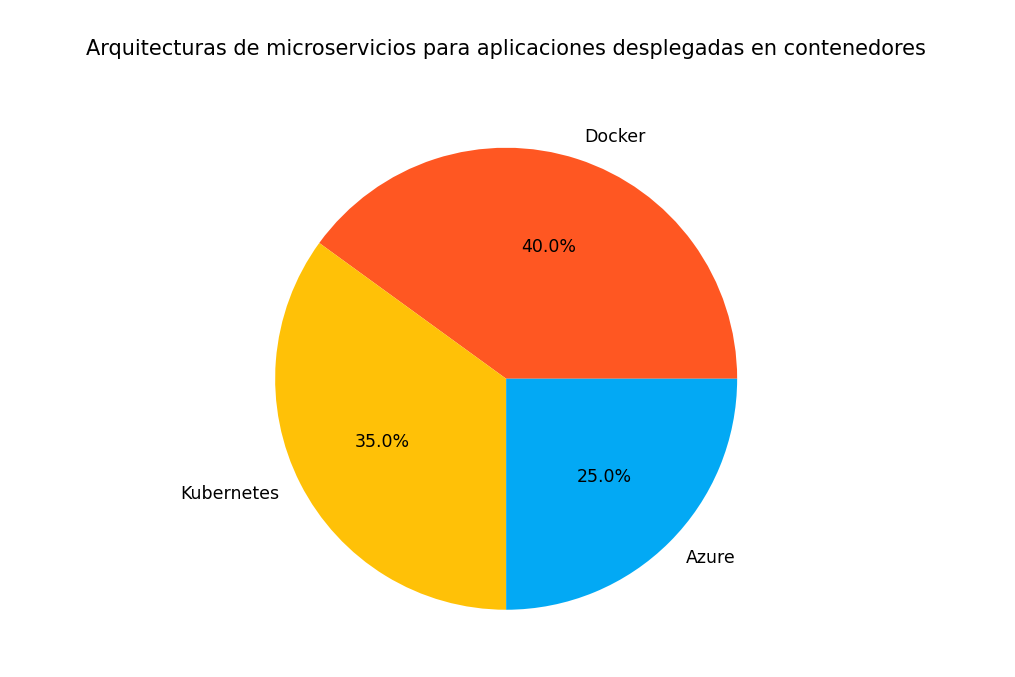 Arquitecturas de microservicios para aplicaciones desplegadas en contenedores
Docker
40.0%
35.0%
25.0%
Kubernetes
Azure